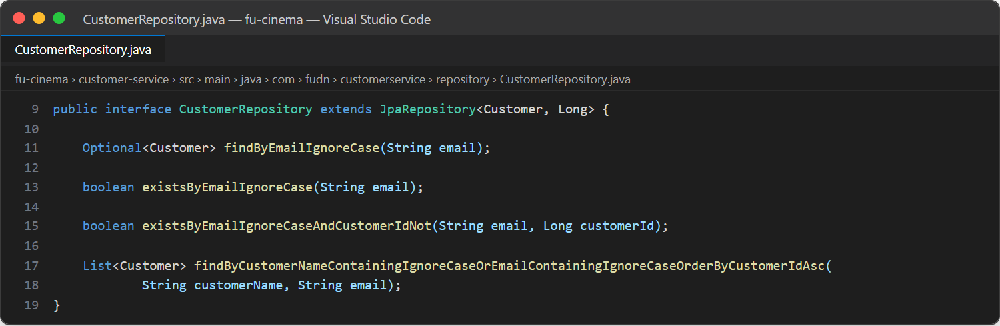 CustomerRepository.java — fu-cinema — Visual Studio Code
CustomerRepository.java
fu-cinema › customer-service › src › main › java › com › fudn › customerservice › repository › CustomerRepository.java
9 public interface CustomerRepository extends JpaRepository<Customer, Long> {
10
11     Optional<Customer> findByEmailIgnoreCase(String email);
12
13     boolean existsByEmailIgnoreCase(String email);
14
15     boolean existsByEmailIgnoreCaseAndCustomerIdNot(String email, Long customerId);
16
17     List<Customer> findByCustomerNameContainingIgnoreCaseOrEmailContainingIgnoreCaseOrderByCustomerIdAsc(
18             String customerName, String email);
19 }